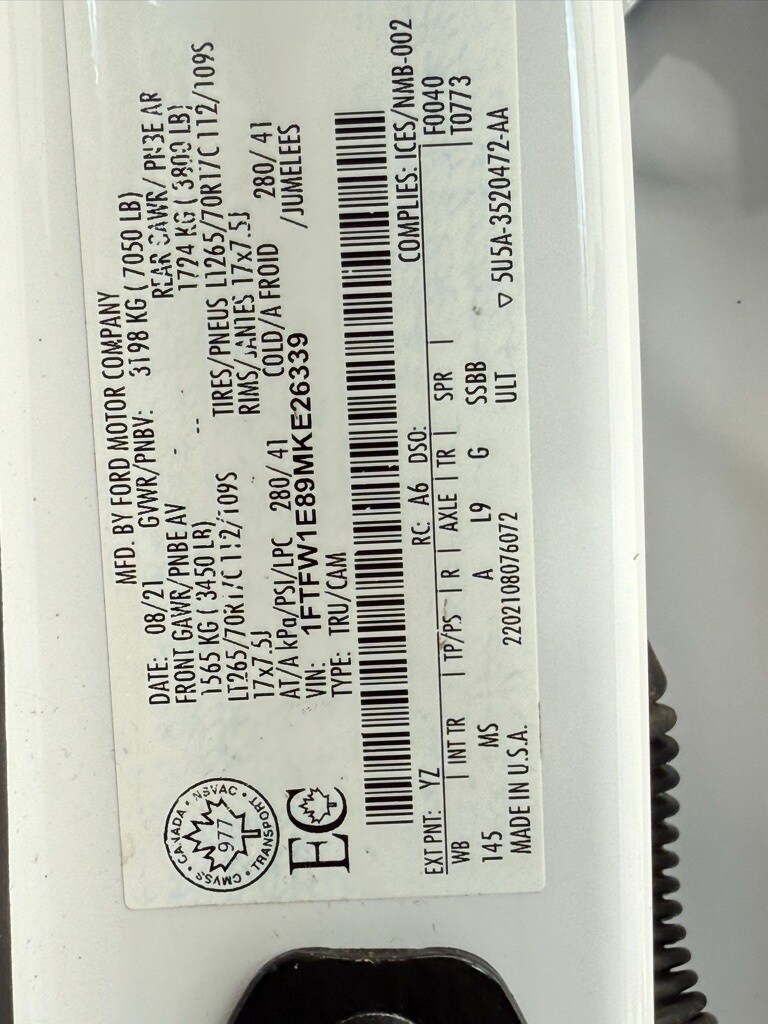 MFD. BY FORD MOTOR COMPANY
DATE: 08/21 GVWR/PNBV: 3198 KG ( 7050 LB)
FRONT GAWR/PNBE AV REAR GAWR/ PNBE AR
1565 KG ( 3450 LB) 1724 KG ( 3800 LB)
LT265/70R17C 112/109S TIRES/PNEUS LT265/70R17C 112/109S
17x7.5J RIMS/JANTES 17x7.5J
AT/A kPa/PSI/LPC 280/ 41 COLD/A FROID 280/ 41
VIN: 1FTFW1E89MKE26339 /JUMELEES
TYPE: TRU/CAM
CANADA • NSVAC • TRANSPORT • CMVSS •
977
EC
COMPLIES: ICES/NMB-002
EXT PNT: YZ RC: A6 DSO: F0040
WB | INT TR | TP/PS | R | AXLE | TR | SPR | T0773
145 MS A L9 G SSBB
MADE IN U.S.A. 2202108076072 ULT ▽ 5U5A-3520472-AA